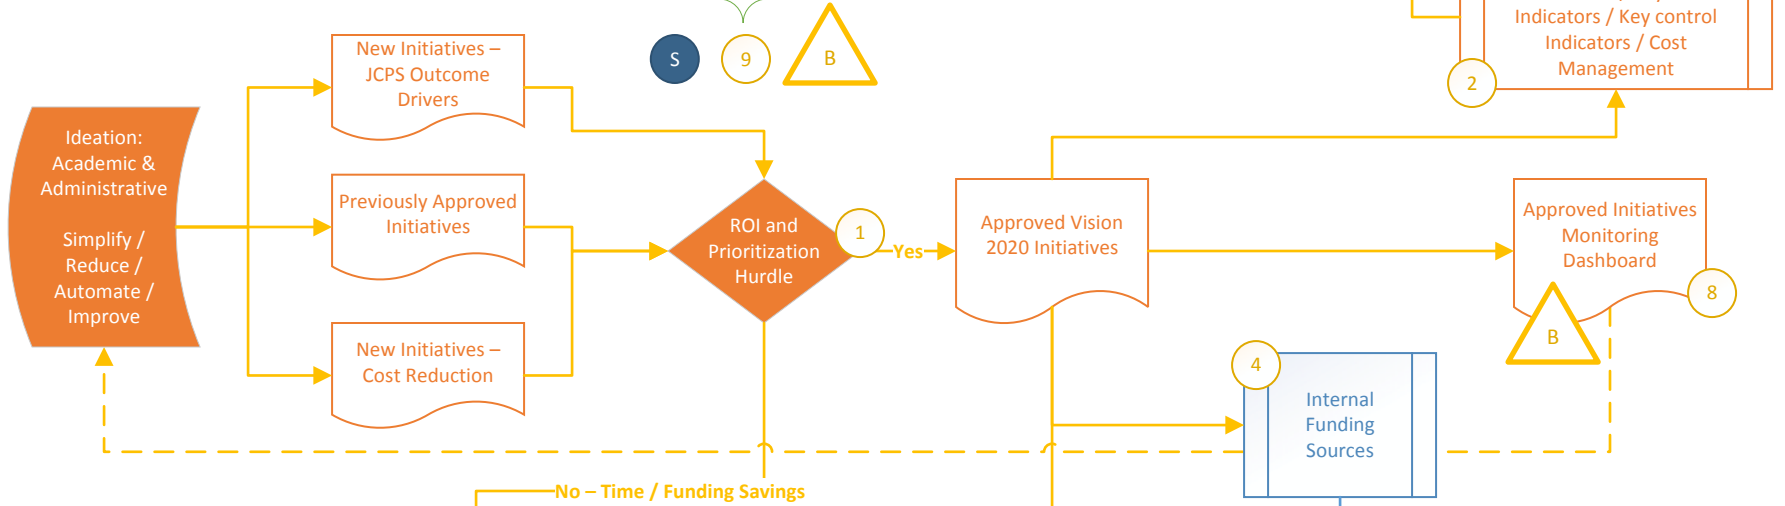 Indicators / Key control
Indicators / Cost
Management
2
S
9
B
New Initiatives –
JCPS Outcome
Drivers
Ideation:
Academic &
Administrative
Simplify /
Reduce /
Automate /
Improve
Previously Approved
Initiatives
New Initiatives –
Cost Reduction
ROI and
Prioritization
Hurdle
1
Yes
Approved Vision
2020 Initiatives
Approved Initiatives
Monitoring
Dashboard
8
B
4
Internal
Funding
Sources
No – Time / Funding Savings